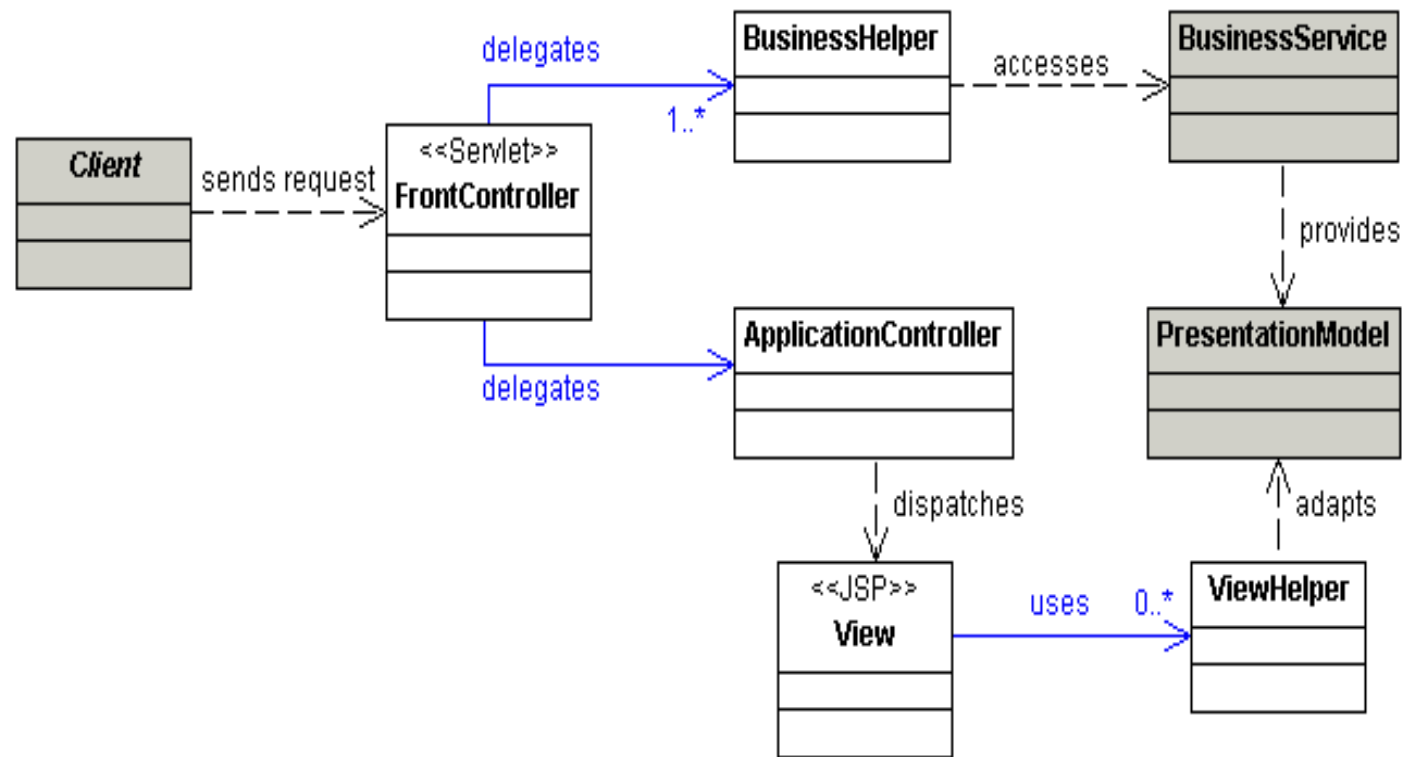 BusinessHelper
BusinessService
delegates
accesses
1..*
Client
<<Servlet>>
FrontController
sends request
provides
ApplicationController
PresentationModel
delegates
dispatches
adapts
<<JSP>>
View
uses
0..*
ViewHelper